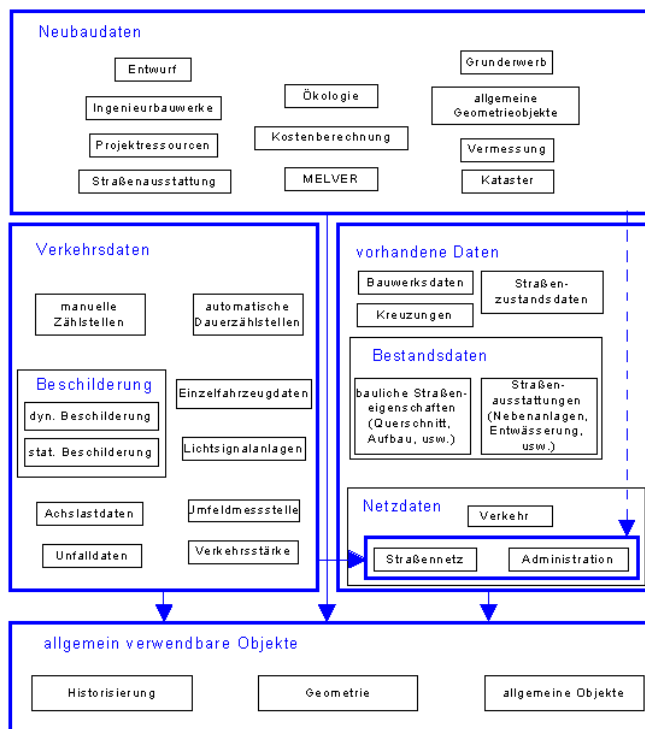 Neubaudaten
Entwurf
Ingenieurbauwerke
Projektressourcen
Straßenausstattung
Ökologie
Kostenberechnung
MELVER
Grunderwerb
allgemeine
Geometrieobjekte
Vermessung
Kataster
Verkehrsdaten
manuelle
Zählstellen
automatische
Dauerzählstellen
Beschilderung
dyn. Beschilderung
stat. Beschilderung
Einzelfahrzeugdaten
Lichtsignalanlagen
Achslastdaten
Umfeldmessstelle
Unfalldaten
Verkehrsstärke
vorhandene Daten
Bauwerksdaten
Kreuzungen
Straßen-
zustandsdaten
Bestandsdaten
bauliche Straßen-
eigenschaften
(Querschnitt,
Aufbau, usw.)
Straßen-
ausstattungen
(Nebenanlagen,
Entwässerung,
usw.)
Netzdaten
Verkehr
Straßennetz
Administration
allgemein verwendbare Objekte
Historisierung
Geometrie
allgemeine Objekte